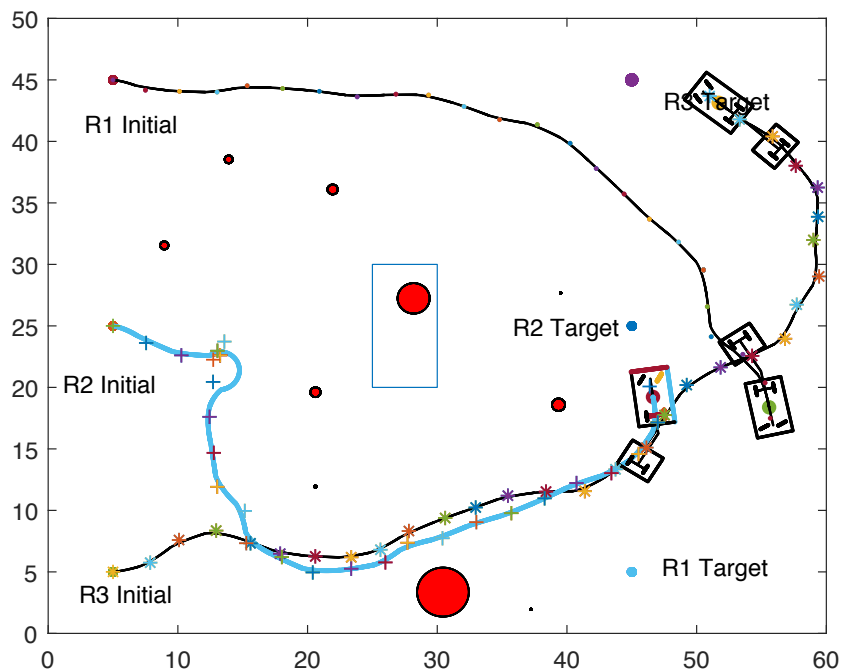 50
45
40
35
30
25
20
15
10
5
0
R3 Target
R1 Initial
R2 Target
R2 Initial
R1 Target
R3 Initial
0 10 20 30 40 50 60